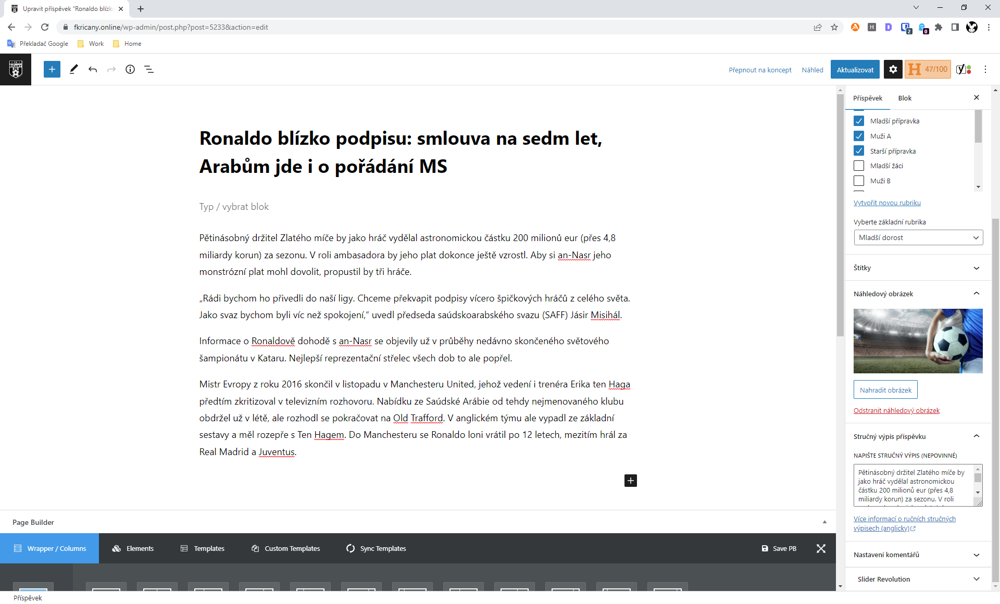 Upravit příspěvek "Ronaldo blízko
fkricany.online/wp-admin/post.php?post=5233&action=edit
H
D
2
0
Překladač Google
Work
Home
Přepnout na koncept
Náhled
Aktualizovat
H 47/100
Příspěvek
Blok
Ronaldo blízko podpisu: smlouva na sedm let,
Arabům jde i o pořádání MS
Typ / vybrat blok
Pětinásobný držitel Zlatého míče by jako hráč vydělal astronomickou částku 200 milionů eur (přes 4,8
miliardy korun) za sezonu. V roli ambasadora by jeho plat dokonce ještě vzrostl. Aby si an-Nasr jeho
monstrózní plat mohl dovolit, propustil by tři hráče.
„Rádi bychom ho přivedli do naší ligy. Chceme překvapit podpisy vícero špičkových hráčů z celého světa.
Jako svaz bychom byli víc než spokojení,“ uvedl předseda saúdskoarabského svazu (SAFF) Jásir Misihál.
Informace o Ronaldově dohodě s an-Nasr se objevily už v průběhy nedávno skončeného světového
šampionátu v Kataru. Nejlepší reprezentační střelec všech dob to ale popřel.
Mistr Evropy z roku 2016 skončil v listopadu v Manchesteru United, jehož vedení i trenéra Erika ten Haga
předtím zkritizoval v televizním rozhovoru. Nabídku ze Saúdské Arábie od tehdy nejmenovaného klubu
obdržel už v létě, ale rozhodl se pokračovat na Old Trafford. V anglickém týmu ale vypadl ze základní
sestavy a měl rozepře s Ten Hagem. Do Manchesteru se Ronaldo loni vrátil po 12 letech, mezitím hrál za
Real Madrid a Juventus.
Mladší přípravka
Muži A
Starší přípravka
Mladší žáci
Muži B
Vytvořit novou rubriku
Vyberte základní rubrika
Mladší dorost
Štítky
Náhledový obrázek
Nahradit obrázek
Odstranit náhledový obrázek
Stručný výpis příspěvku
NAPIŠTE STRUČNÝ VÝPIS (NEPOVINNÉ)
Pětinásobný držitel Zlatého míče by
jako hráč vydělal astronomickou
částku 200 milionů eur (přes 4,8
miliardy korun) za sezonu. V roli
Více informací o ručních stručných
výpisech (anglicky)
Nastavení komentářů
Slider Revolution
Page Builder
Wrapper / Columns
Elements
Templates
Custom Templates
Sync Templates
Save PB
Příspěvek